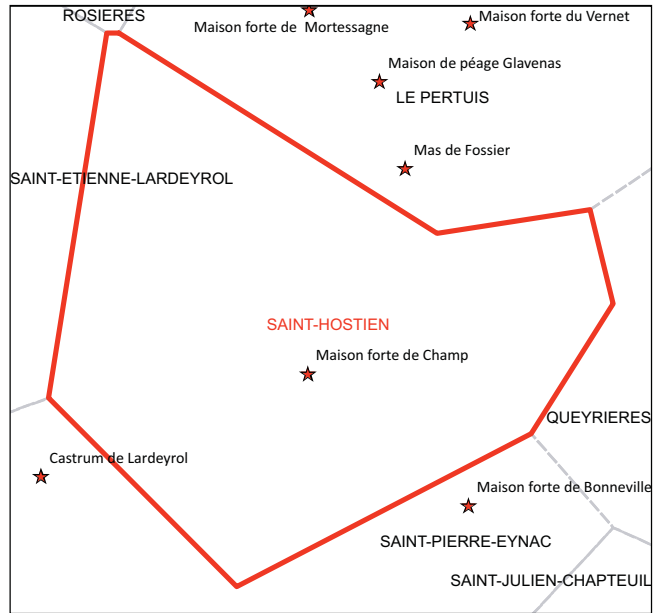 ROSIERES
Maison forte de Mortessagne
Maison forte du Vernet
Maison de péage Glavenas
LE PERTUIS
Mas de Fossier
SAINT-ETIENNE-LARDEYROL
SAINT-HOSTIEN
Maison forte de Champ
QUEYRIERES
Castrum de Lardeyrol
Maison forte de Bonneville
SAINT-PIERRE-EYNAC
SAINT-JULIEN-CHAPTEUIL